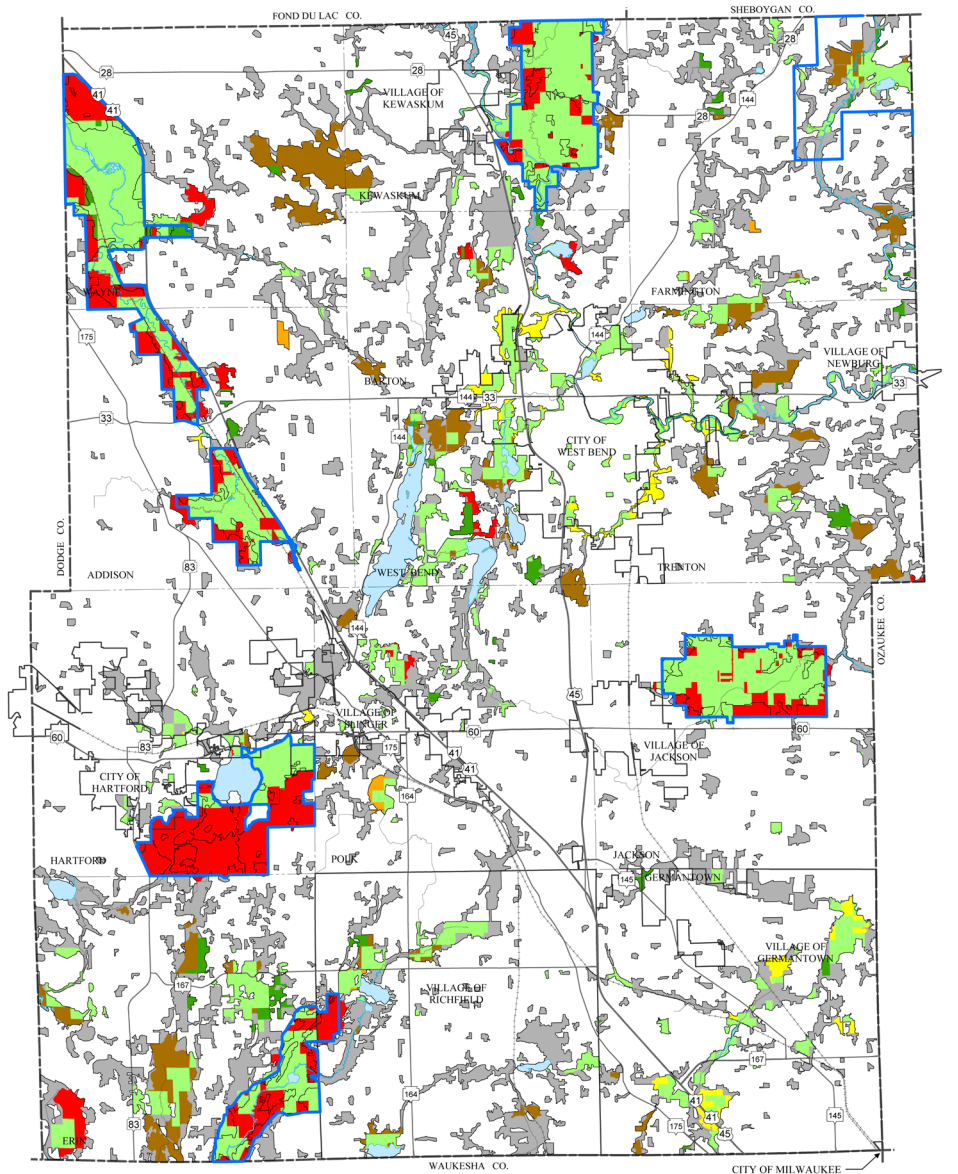 FOND DU LAC CO.
SHEBOYGAN CO.
45
28
28
28
28
144
41
41
VILLAGE OF
KEWASKUM
KEWASKUM
WAYNE
FARMINGTON
175
144
VILLAGE OF
NEWBURG
BARTON
33
144
33
33
144
CITY OF
WEST BEND
DODGE CO.
83
ADDISON
WEST BEND
TRENTON
OZAUKEE CO.
144
45
VILLAGE OF
SLINGER
60
83
175
60
60
41
41
VILLAGE OF
JACKSON
CITY OF
HARTFORD
164
HARTFORD
POLK
JACKSON
145
GERMANTOWN
VILLAGE OF
GERMANTOWN
167
VILLAGE OF
RICHFIELD
167
164
83
41
41
45
175
145
ERIN
WAUKESHA CO.
CITY OF MILWAUKEE